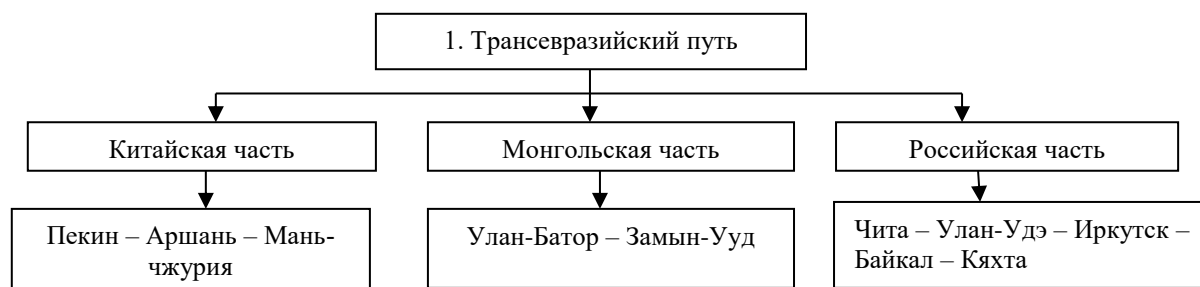 1. Трансевразийский путь
Китайская часть
Монгольская часть
Российская часть
Пекин – Аршань – Мань-
чжурия
Улан-Батор – Замын-Ууд
Чита – Улан-Удэ – Иркутск –
Байкал – Кяхта